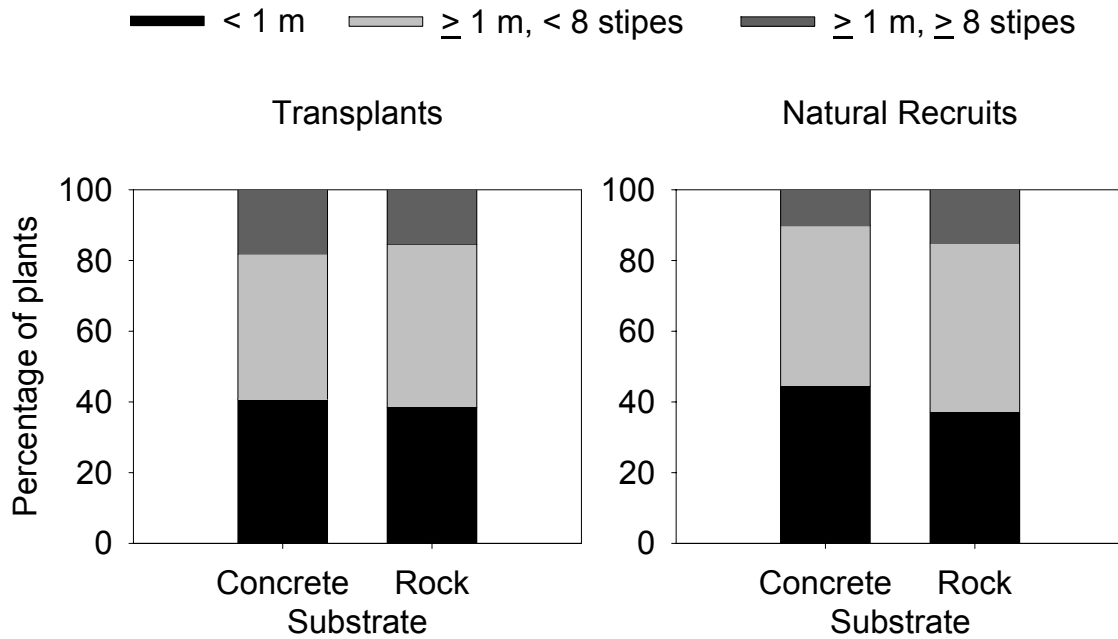 < 1 m ≥ 1 m, < 8 stipes ≥ 1 m, ≥ 8 stipes
Transplants Natural Recruits
Percentage of plants
100
80
60
40
20
0
Concrete Rock
Substrate
100
80
60
40
20
0
Concrete Rock
Substrate